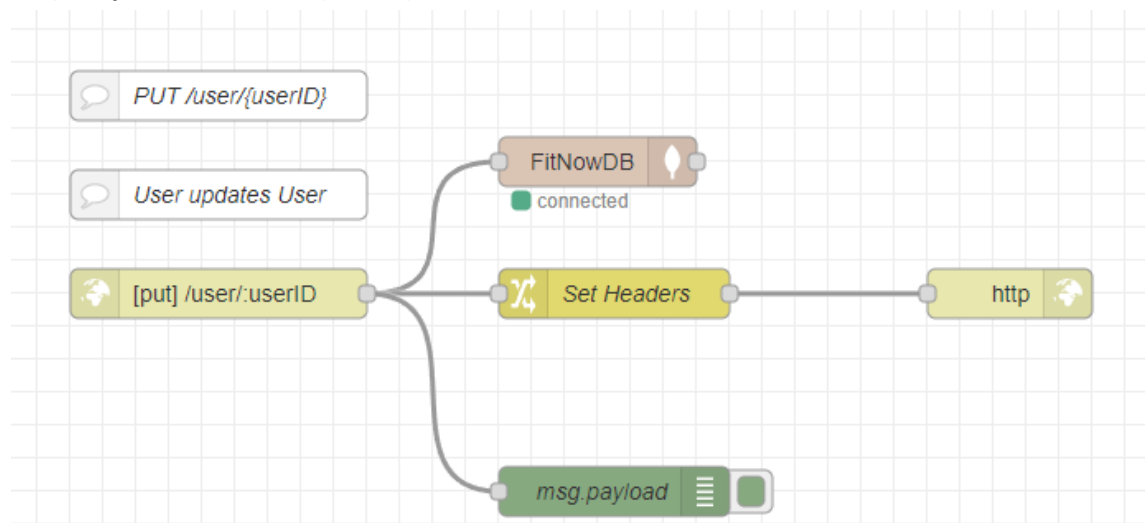 PUT /user/{userID}
FitNowDB
connected
User updates User
[put] /user/:userID
Set Headers
http
msg.payload